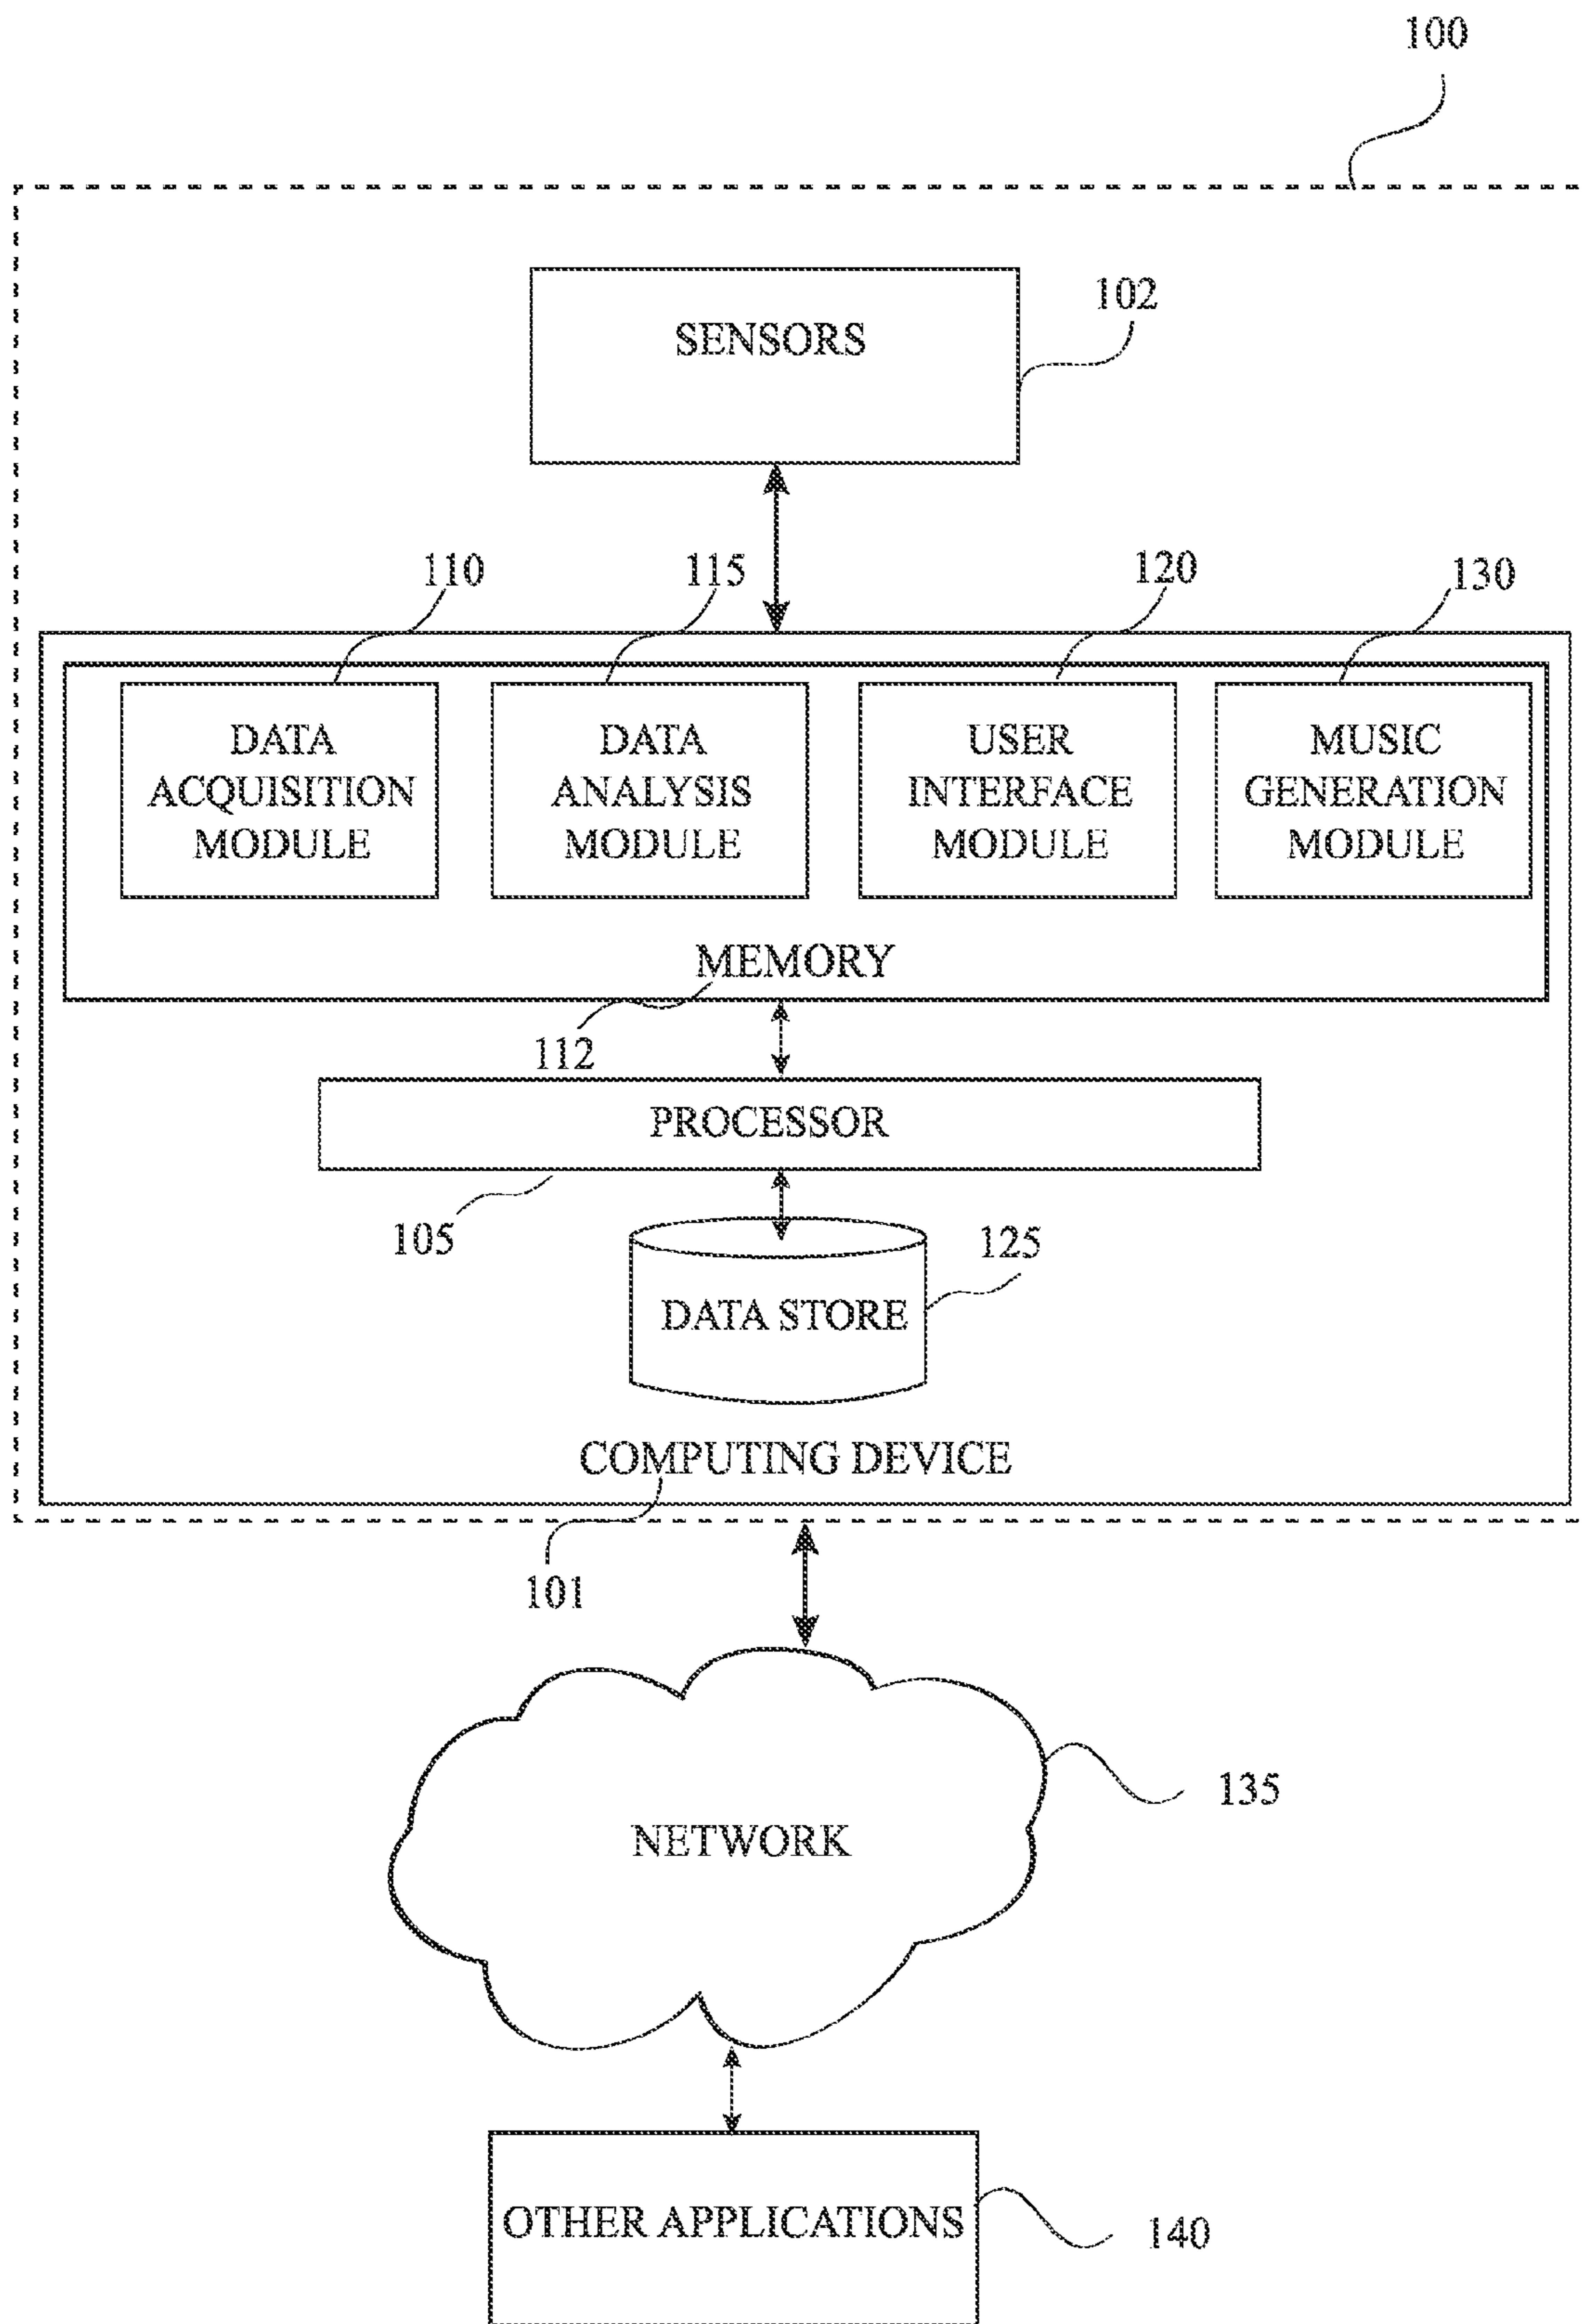 100
SENSORS
102
110
115
120
130
DATA
ACQUISITION
MODULE
DATA
ANALYSIS
MODULE
USER
INTERFACE
MODULE
MUSIC
GENERATION
MODULE
MEMORY
112
PROCESSOR
105
125
DATA STORE
COMPUTING DEVICE
101
135
NETWORK
OTHER APPLICATIONS
140